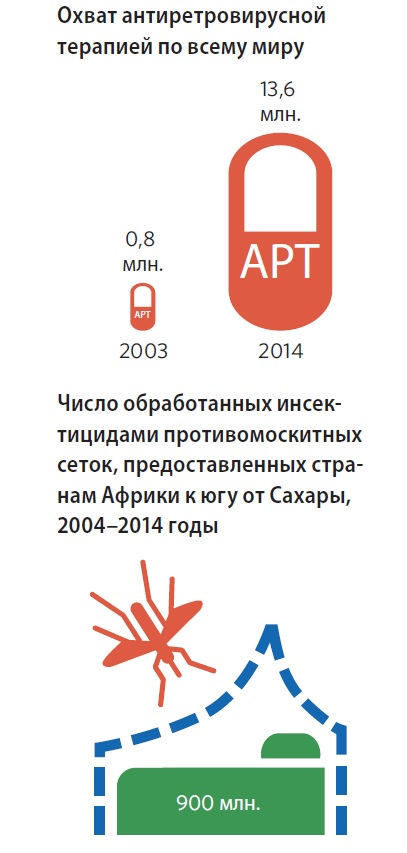 Охват антиретровирусной
терапией по всему миру
13,6
млн.
0,8
млн.
АРТ
АРТ
2003
2014
Число обработанных инсек-
тицидами противомоскитных
сеток, предоставленных стра-
нам Африки к югу от Сахары,
2004–2014 годы
900 млн.